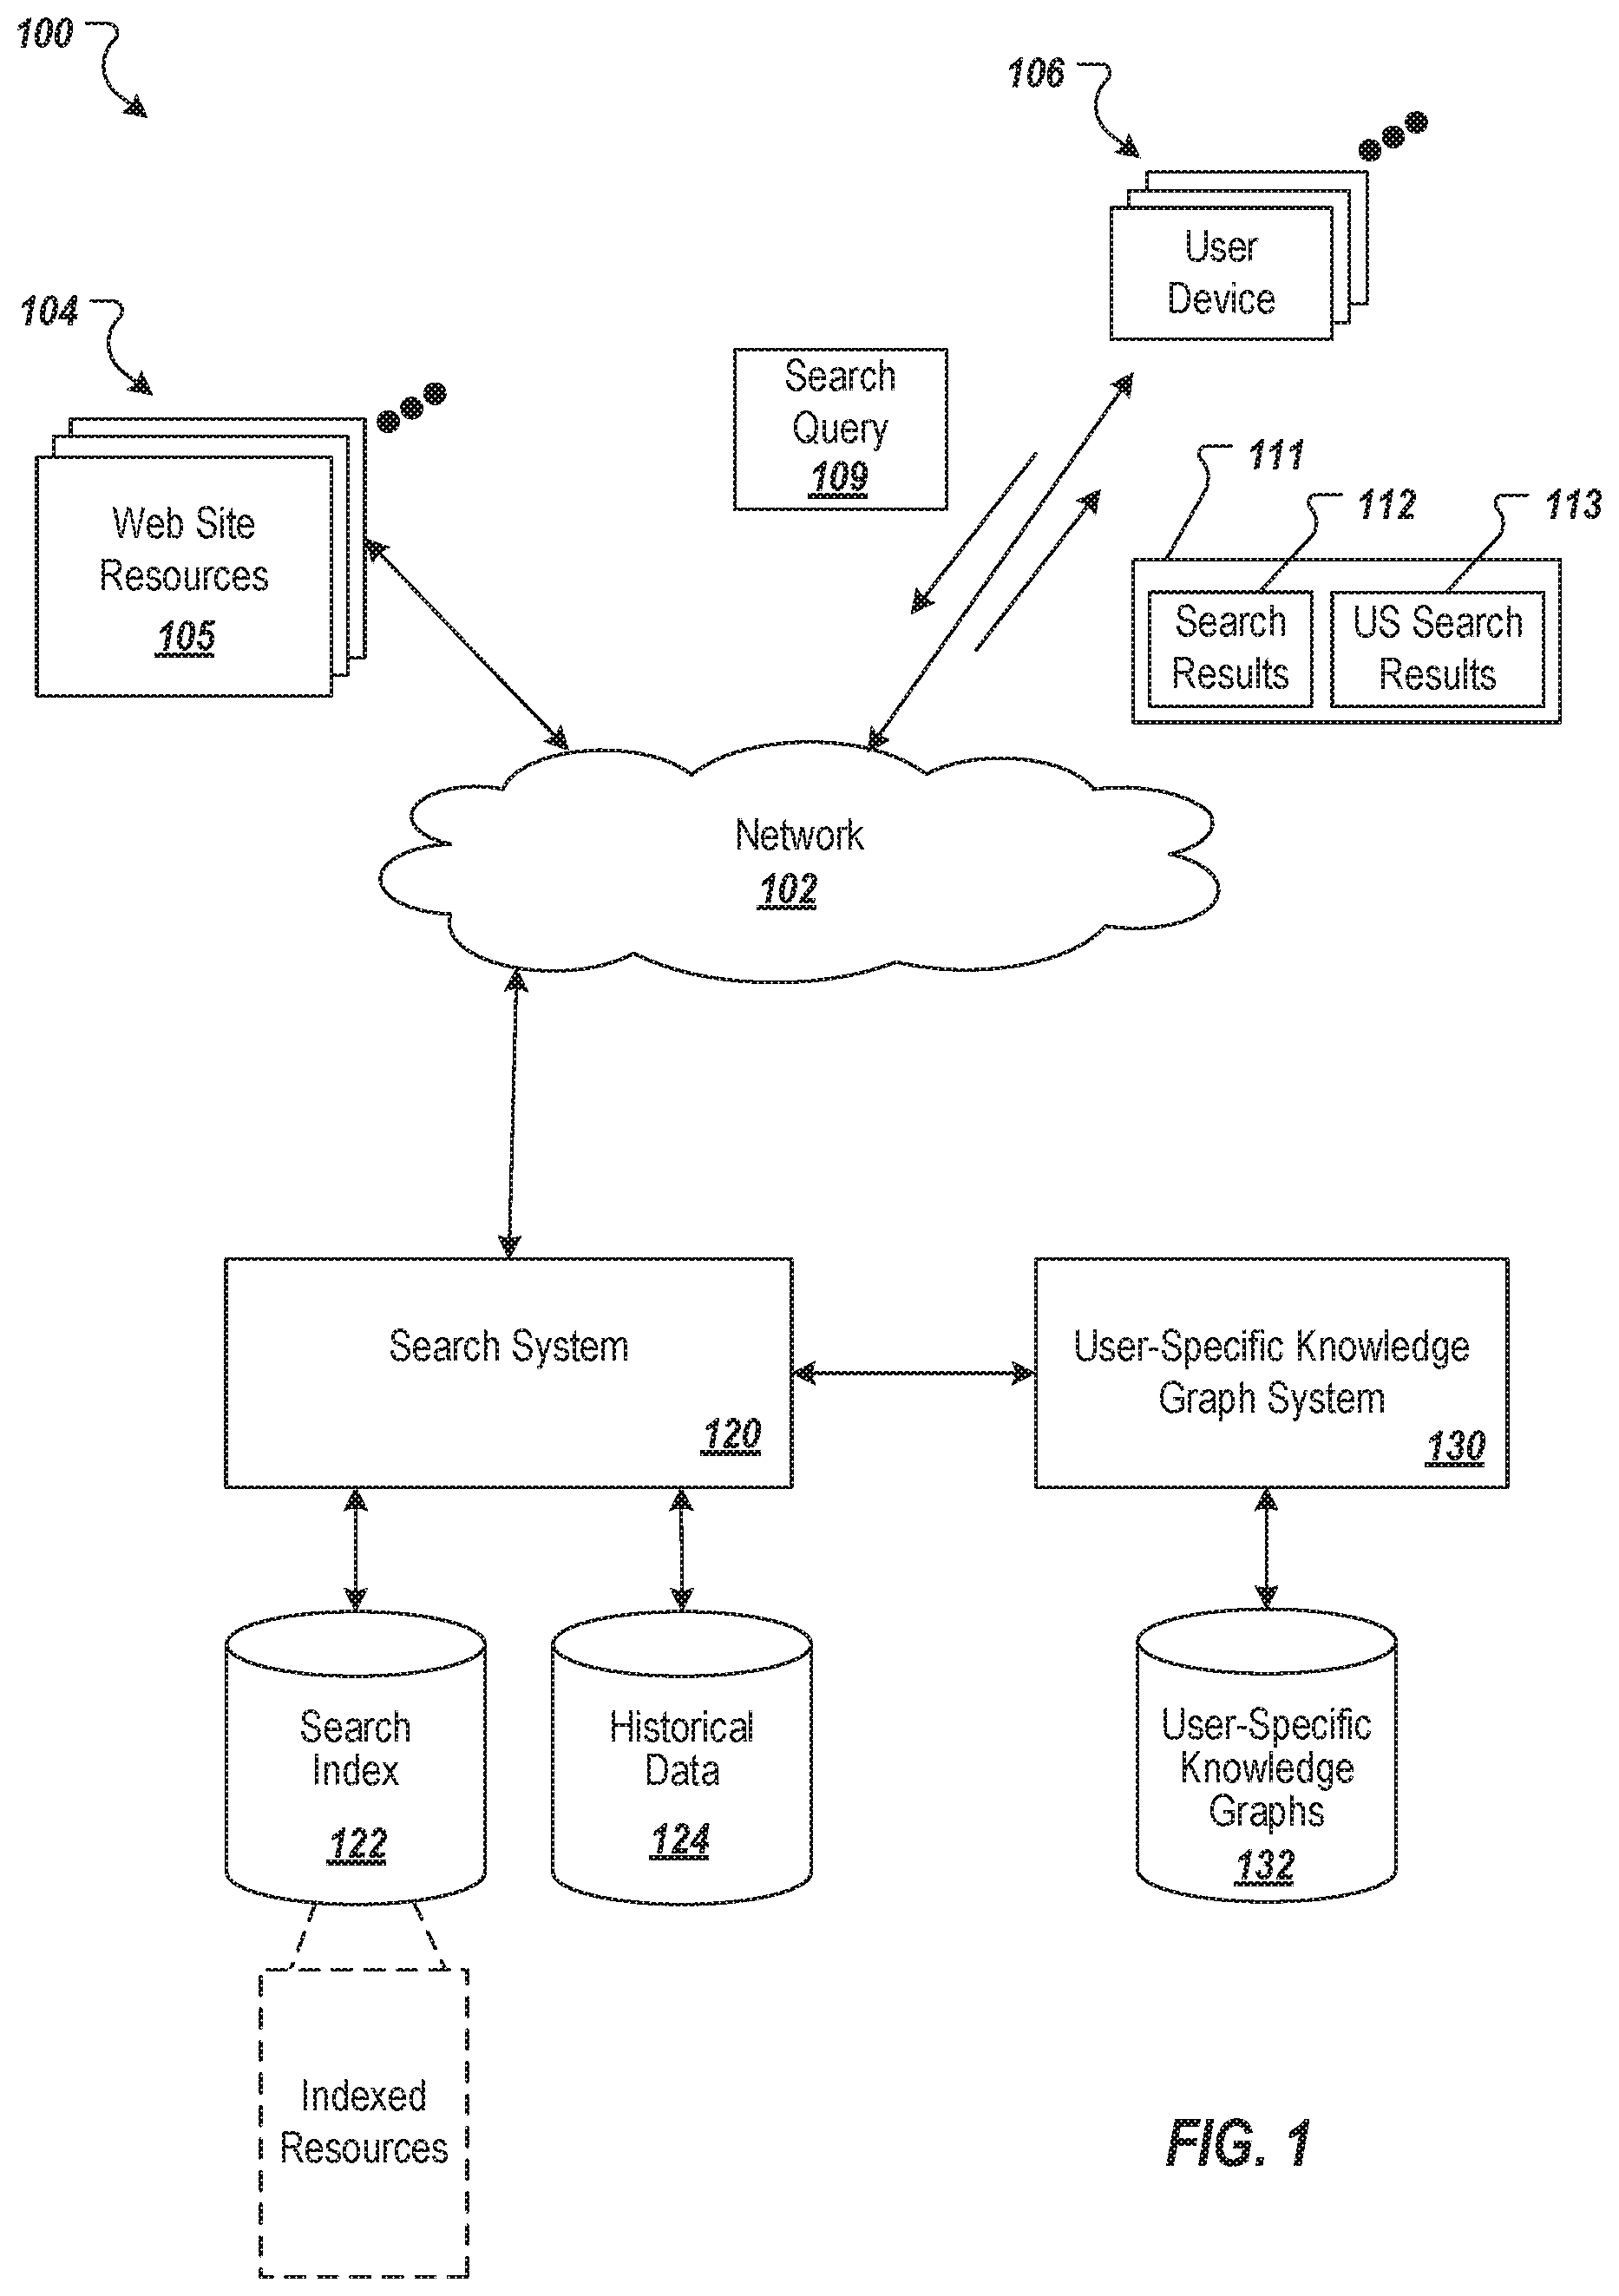 100
106
User
Device
104
Search
Query
109
111
112
113
Web Site
Resources
105
Search
Results
US Search
Results
Network
102
Search System
120
User-Specific Knowledge
Graph System
130
Search
Index
122
Historical
Data
124
User-Specific
Knowledge
Graphs
132
Indexed
Resources
FIG. 1